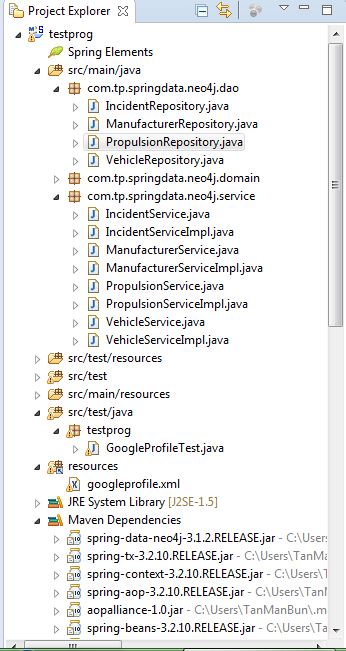 Project Explorer
testprog
Spring Elements
src/main/java
com.tp.springdata.neo4j.dao
IncidentRepository.java
ManufacturerRepository.java
PropulsionRepository.java
VehicleRepository.java
com.tp.springdata.neo4j.domain
com.tp.springdata.neo4j.service
IncidentService.java
IncidentServiceImpl.java
ManufacturerService.java
ManufacturerServiceImpl.java
PropulsionService.java
PropulsionServiceImpl.java
VehicleService.java
VehicleServiceImpl.java
src/test/resources
src/test
src/main/resources
src/test/java
testprog
GoogleProfileTest.java
resources
googleprofile.xml
JRE System Library [J2SE-1.5]
Maven Dependencies
spring-data-neo4j-3.1.2.RELEASE.jar - C:\Us
spring-tx-3.2.10.RELEASE.jar - C:\Users\TanM
spring-context-3.2.10.RELEASE.jar - C:\Users
spring-aop-3.2.10.RELEASE.jar - C:\Users\Tan
aopalliance-1.0.jar - C:\Users\TanManBun\.m
spring-beans-3.2.10.RELEASE.jar - C:\Users\T